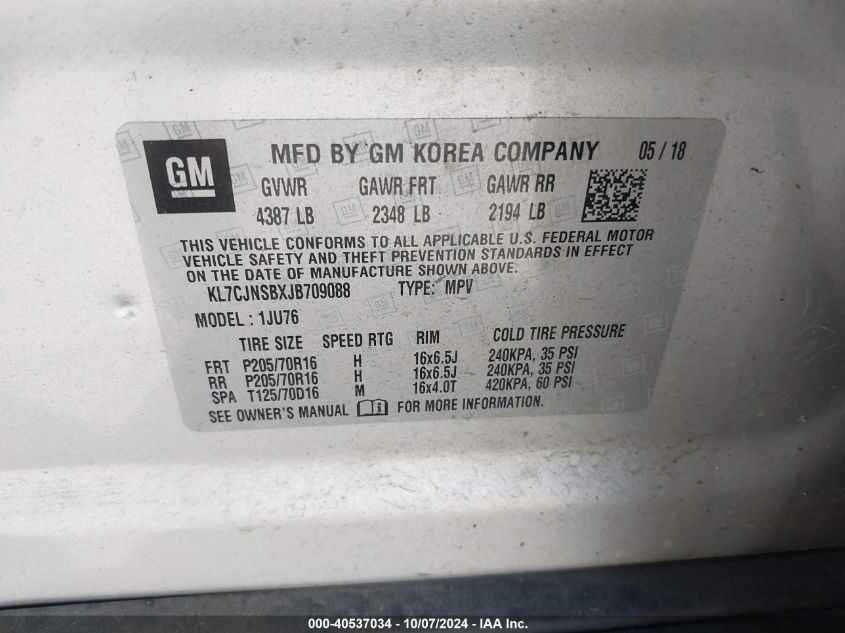 GM
MFD BY GM KOREA COMPANY 05 / 18
GVWR GAWR FRT GAWR RR
4387 LB 2348 LB 2194 LB
THIS VEHICLE CONFORMS TO ALL APPLICABLE U.S. FEDERAL MOTOR
VEHICLE SAFETY AND THEFT PREVENTION STANDARDS IN EFFECT
ON THE DATE OF MANUFACTURE SHOWN ABOVE.
KL7CJNSBXJB709088 TYPE: MPV
MODEL : 1JU76
TIRE SIZE SPEED RTG RIM COLD TIRE PRESSURE
FRT P205/70R16 H 16x6.5J 240KPA, 35 PSI
RR P205/70R16 H 16x6.5J 240KPA, 35 PSI
SPA T125/70D16 M 16x4.0T 420KPA, 60 PSI
SEE OWNER'S MANUAL FOR MORE INFORMATION.
000-40537034 - 10/07/2024 - IAA Inc.